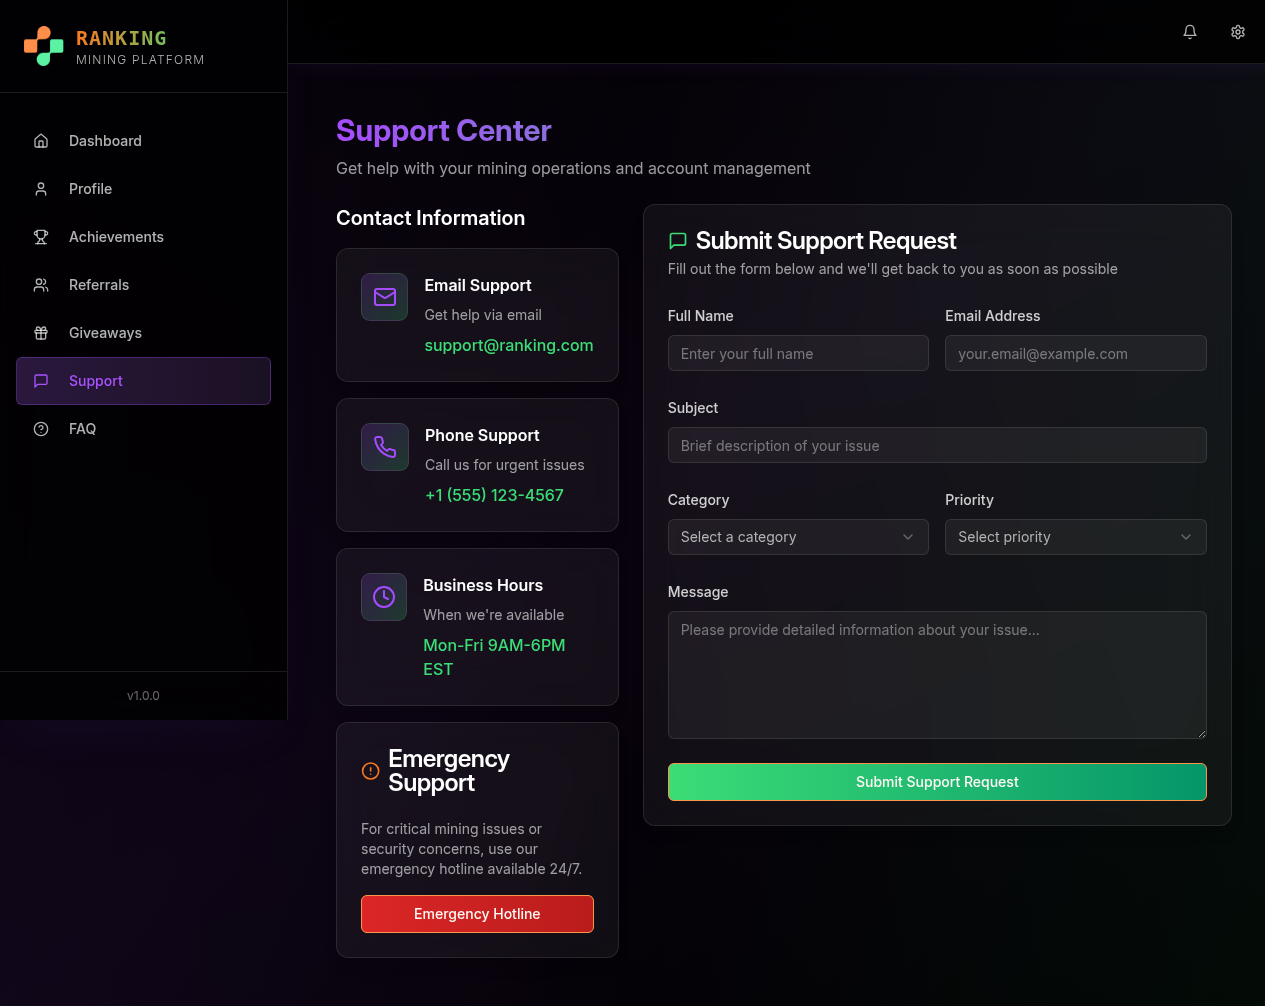 RANKING
MINING PLATFORM
Dashboard
Profile
Achievements
Referrals
Giveaways
Support
FAQ
v1.0.0
Support Center
Get help with your mining operations and account management
Contact Information
Email Support
Get help via email
support@ranking.com
Phone Support
Call us for urgent issues
+1 (555) 123-4567
Business Hours
When we're available
Mon-Fri 9AM-6PM
EST
Emergency
Support
For critical mining issues or
security concerns, use our
emergency hotline available 24/7.
Emergency Hotline
Submit Support Request
Fill out the form below and we'll get back to you as soon as possible
Full Name
Email Address
Enter your full name
your.email@example.com
Subject
Brief description of your issue
Category
Priority
Select a category
Select priority
Message
Please provide detailed information about your issue...
Submit Support Request